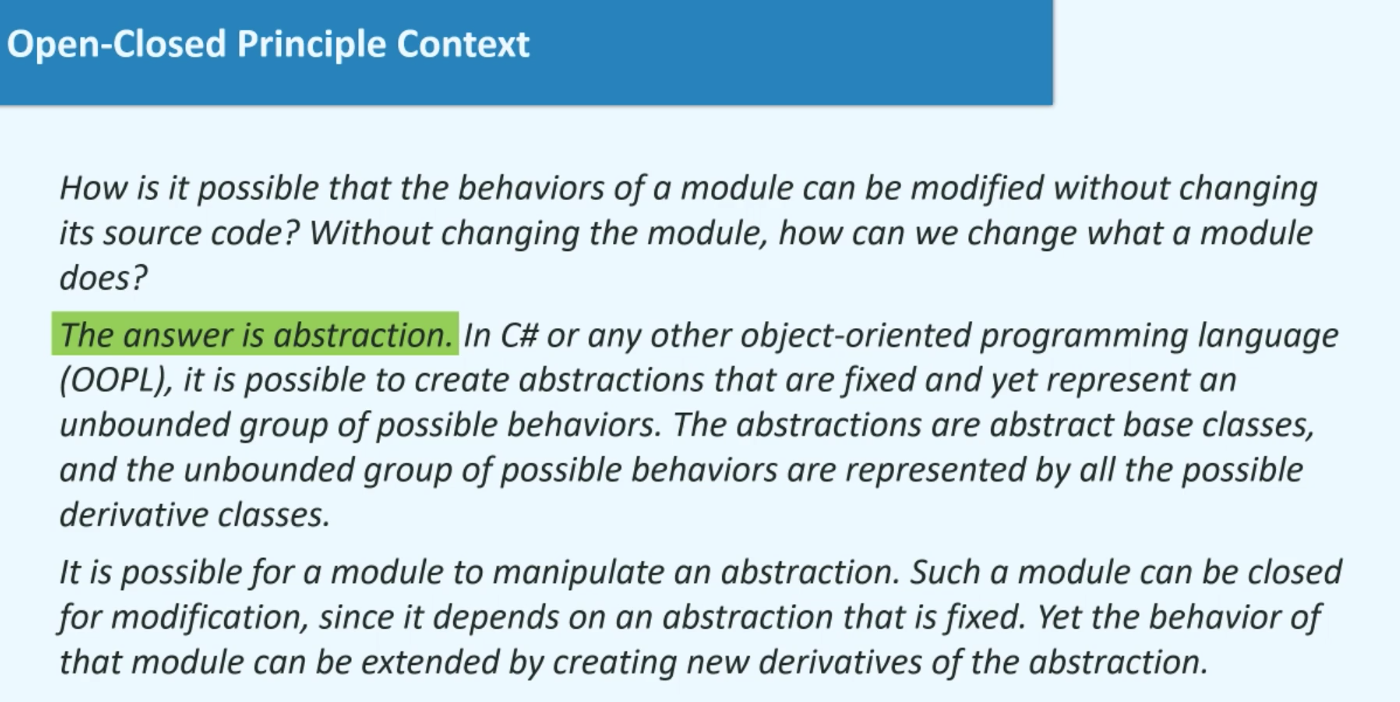 Open-Closed Principle Context
How is it possible that the behaviors of a module can be modified without changing
its source code? Without changing the module, how can we change what a module
does?
The answer is abstraction. In C# or any other object-oriented programming language
(OOPL), it is possible to create abstractions that are fixed and yet represent an
unbounded group of possible behaviors. The abstractions are abstract base classes,
and the unbounded group of possible behaviors are represented by all the possible
derivative classes.
It is possible for a module to manipulate an abstraction. Such a module can be closed
for modification, since it depends on an abstraction that is fixed. Yet the behavior of
that module can be extended by creating new derivatives of the abstraction.